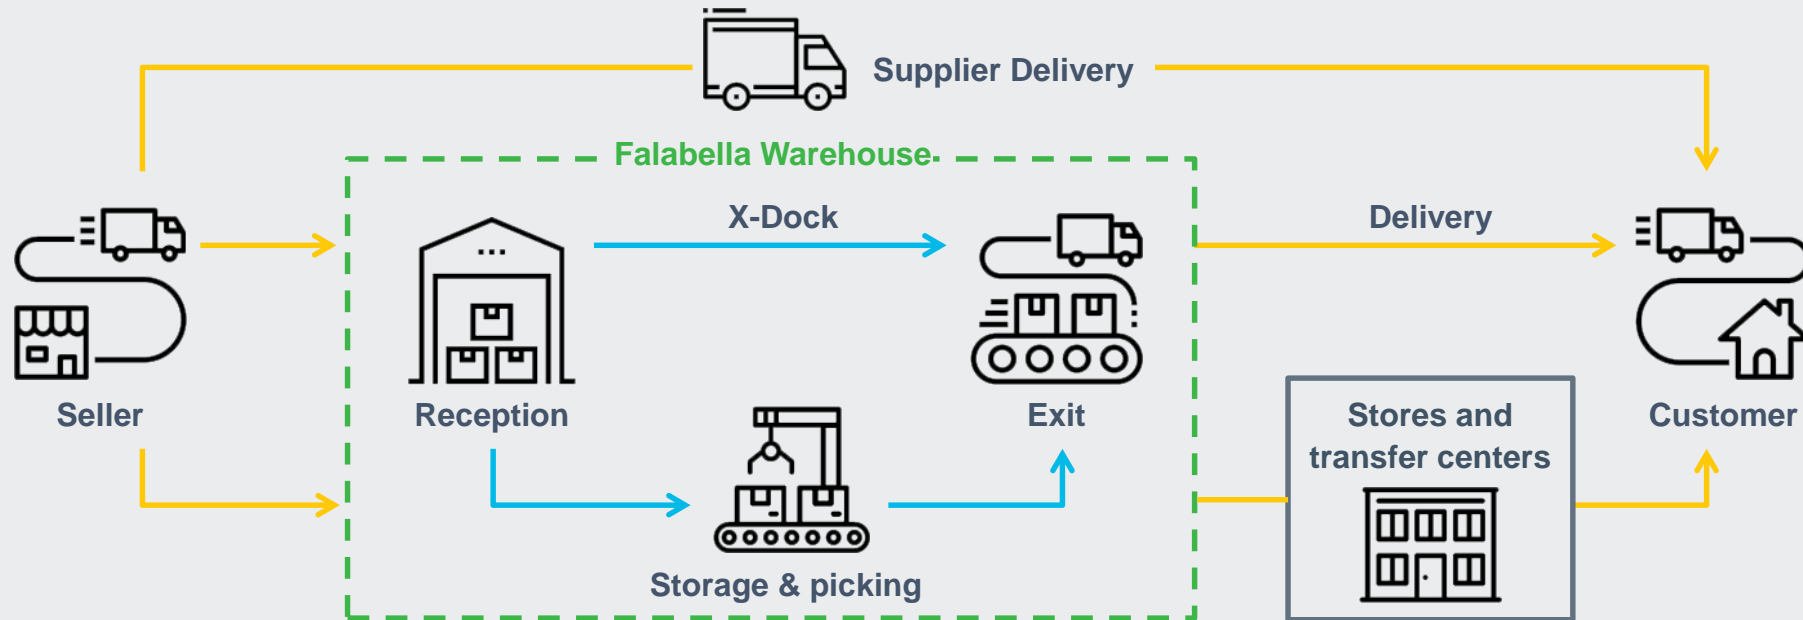 Supplier Delivery
Falabella Warehouse
X-Dock
Delivery
Seller
Reception
Exit
Stores and
transfer centers
Customer
Storage & picking